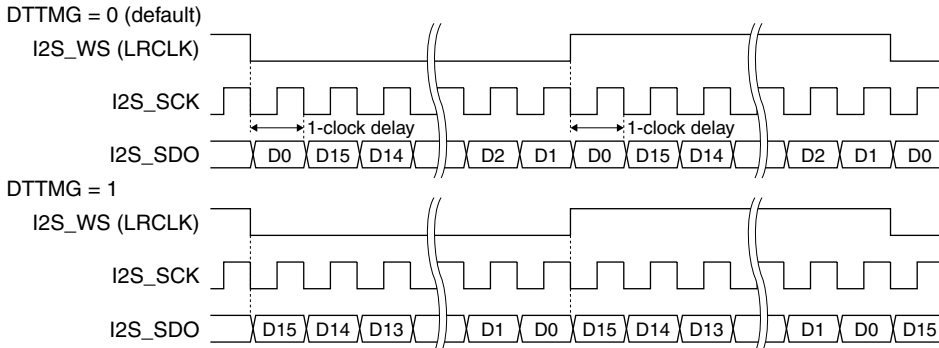 DTTMG = 0 (default)
I2S_WS (LRCLK)
I2S_SCK
1-clock delay 1-clock delay
I2S_SDO D0 D15 D14 D2 D1 D0 D15 D14 D2 D1 D0
DTTMG = 1
I2S_WS (LRCLK)
I2S_SCK
I2S_SDO D15 D14 D13 D1 D0 D15 D14 D13 D1 D0 D15